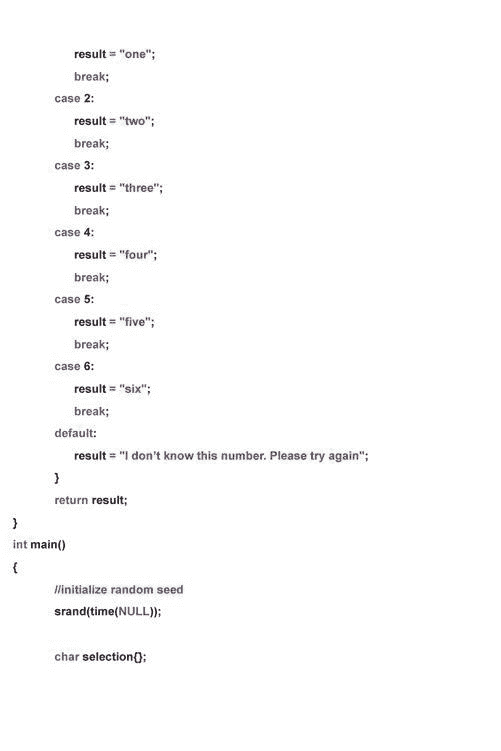 result = "one";
break;
case 2:
result = "two";
break;
case 3:
result = "three";
break;
case 4:
result = "four";
break;
case 5:
result = "five";
break;
case 6:
result = "six";
break;
default:
result = "I don’t know this number. Please try again";
}
return result;
}
int main()
{
//initialize random seed
srand(time(NULL));
char selection{};